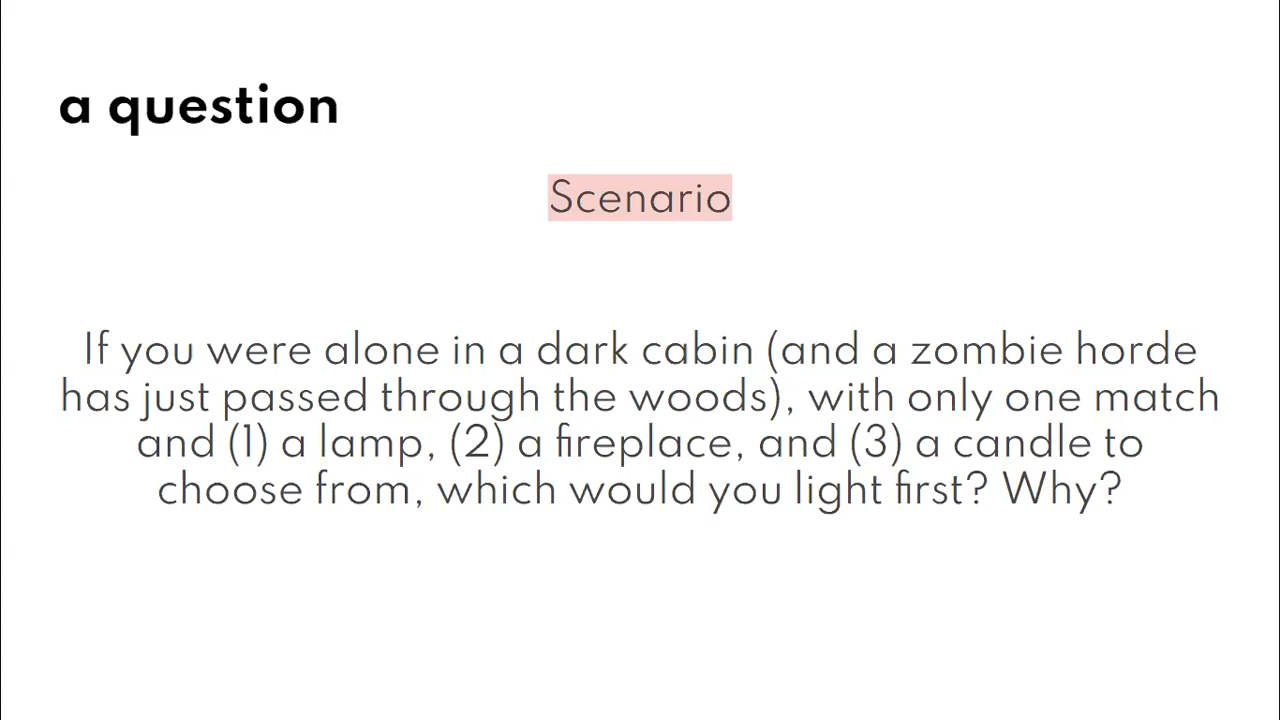 a question
Scenario
If you were alone in a dark cabin (and a zombie horde
has just passed through the woods), with only one match
and (1) a lamp, (2) a fireplace, and (3) a candle to
choose from, which would you light first? Why?